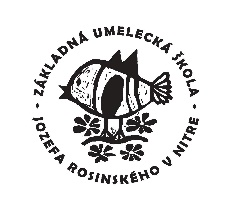 ZÁKLADNÁ UMELECKÁ ŠKOLA
JOZEFA ROSINSKÉHO V NITRE